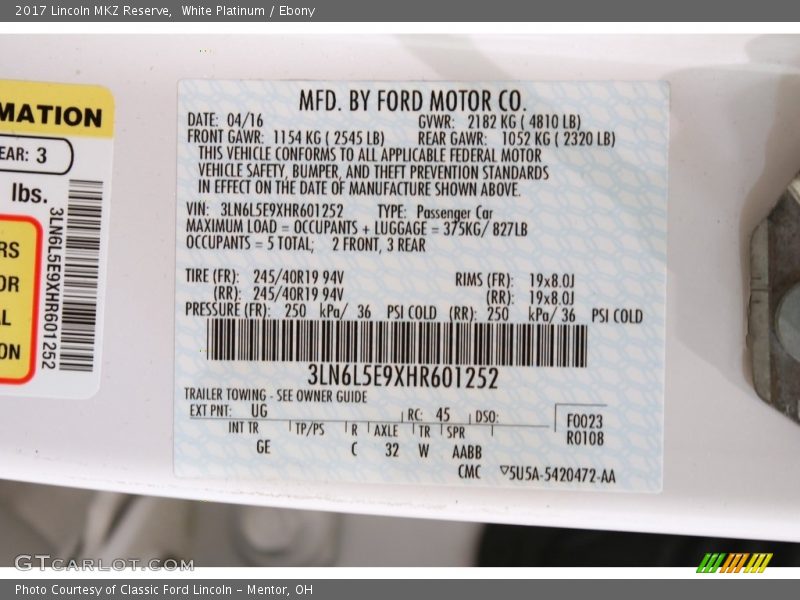 2017 Lincoln MKZ Reserve,  White Platinum / Ebony
MATION
EAR: 3
lbs.
3LN6L5E9XHR601252
RS
OR
L
ON
MFD. BY FORD MOTOR CO.
DATE: 04/16 GVWR: 2182 KG ( 4810 LB)
FRONT GAWR: 1154 KG ( 2545 LB) REAR GAWR: 1052 KG ( 2320 LB)
THIS VEHICLE CONFORMS TO ALL APPLICABLE FEDERAL MOTOR
VEHICLE SAFETY, BUMPER, AND THEFT PREVENTION STANDARDS
IN EFFECT ON THE DATE OF MANUFACTURE SHOWN ABOVE.
VIN: 3LN6L5E9XHR601252 TYPE: Passenger Car
MAXIMUM LOAD = OCCUPANTS + LUGGAGE = 375KG/ 827LB
OCCUPANTS = 5 TOTAL; 2 FRONT, 3 REAR
TIRE (FR): 245/40R19 94V RIMS (FR): 19x8.0J
(RR): 245/40R19 94V (RR): 19x8.0J
PRESSURE (FR): 250 kPa/ 36 PSI COLD (RR): 250 kPa/ 36 PSI COLD
3LN6L5E9XHR601252
TRAILER TOWING - SEE OWNER GUIDE
EXT PNT: UG RC: 45 DSO:
F0023
R0108
INT TR TP/PS R AXLE TR SPR
GE C 32 W AABB
CMC ▽5U5A-5420472-AA
GTCarLot.com
Photo Courtesy of Classic Ford Lincoln – Mentor, OH